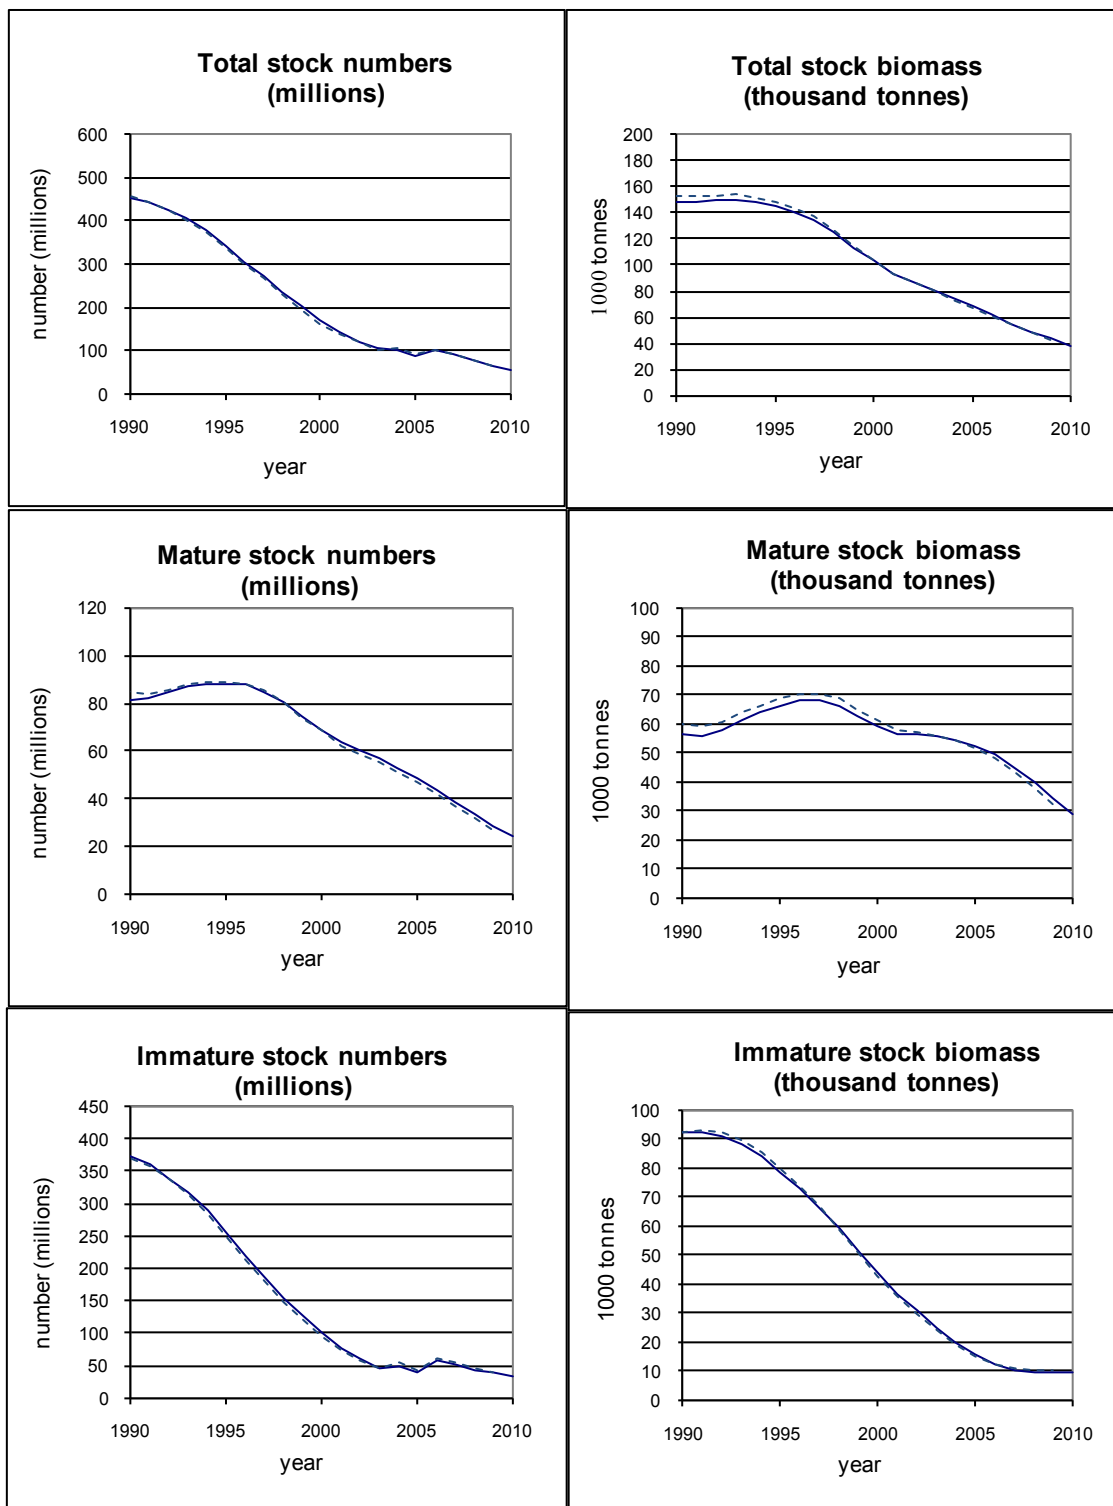 Total stock numbers
(millions)
600
500
400
300
200
100
0
number (millions)
1990 1995 2000 2005 2010
year
Total stock biomass
(thousand tonnes)
200
180
160
140
120
100
80
60
40
20
0
1000 tonnes
1990 1995 2000 2005 2010
year
Mature stock numbers
(millions)
120
100
80
60
40
20
0
number (millions)
1990 1995 2000 2005 2010
year
Mature stock biomass
(thousand tonnes)
100
90
80
70
60
50
40
30
20
10
0
1000 tonnes
1990 1995 2000 2005 2010
year
Immature stock numbers
(millions)
450
400
350
300
250
200
150
100
50
0
number (millions)
1990 1995 2000 2005 2010
year
Immature stock biomass
(thousand tonnes)
100
90
80
70
60
50
40
30
20
10
0
1000 tonnes
1990 1995 2000 2005 2010
year